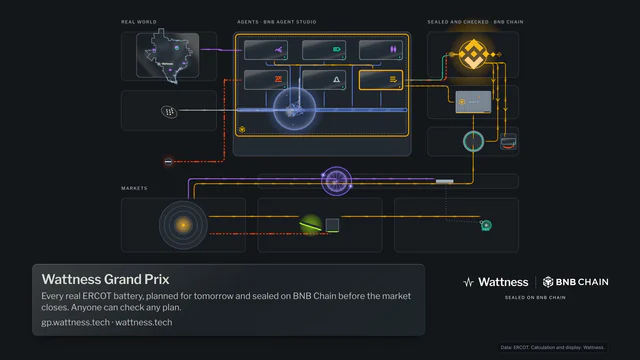 REAL WORLD
AGENTS · BNB AGENT STUDIO
SEALED AND CHECKED · BNB CHAIN
MARKETS
Wattness Grand Prix
Every real ERCOT battery, planned for tomorrow and sealed on BNB Chain before the market
closes. Anyone can check any plan.
gp.wattness.tech · wattness.tech
Wattness
BNB CHAIN
SEALED ON BNB CHAIN
Data: ERCOT. Calculation and display: Wattness.